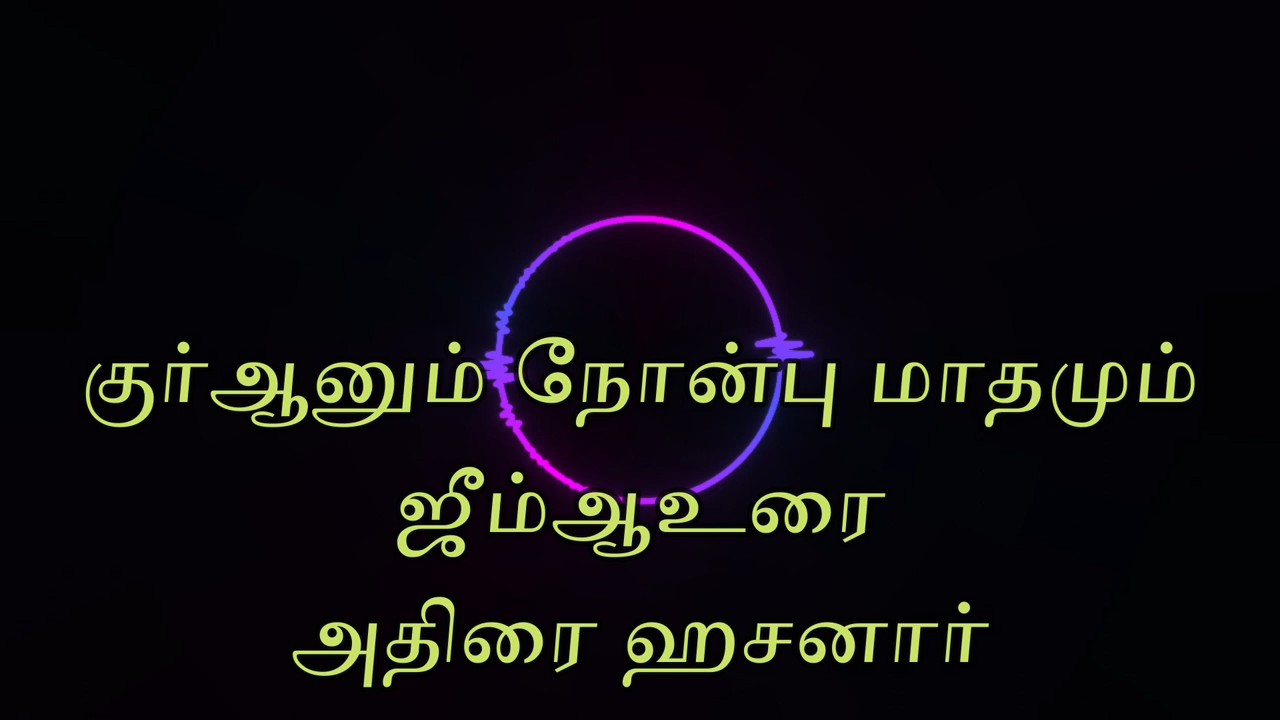 குர்ஆனும் நோன்பு மாதமும்
ஜீம்ஆஉரை
அதிரை ஹசனார்